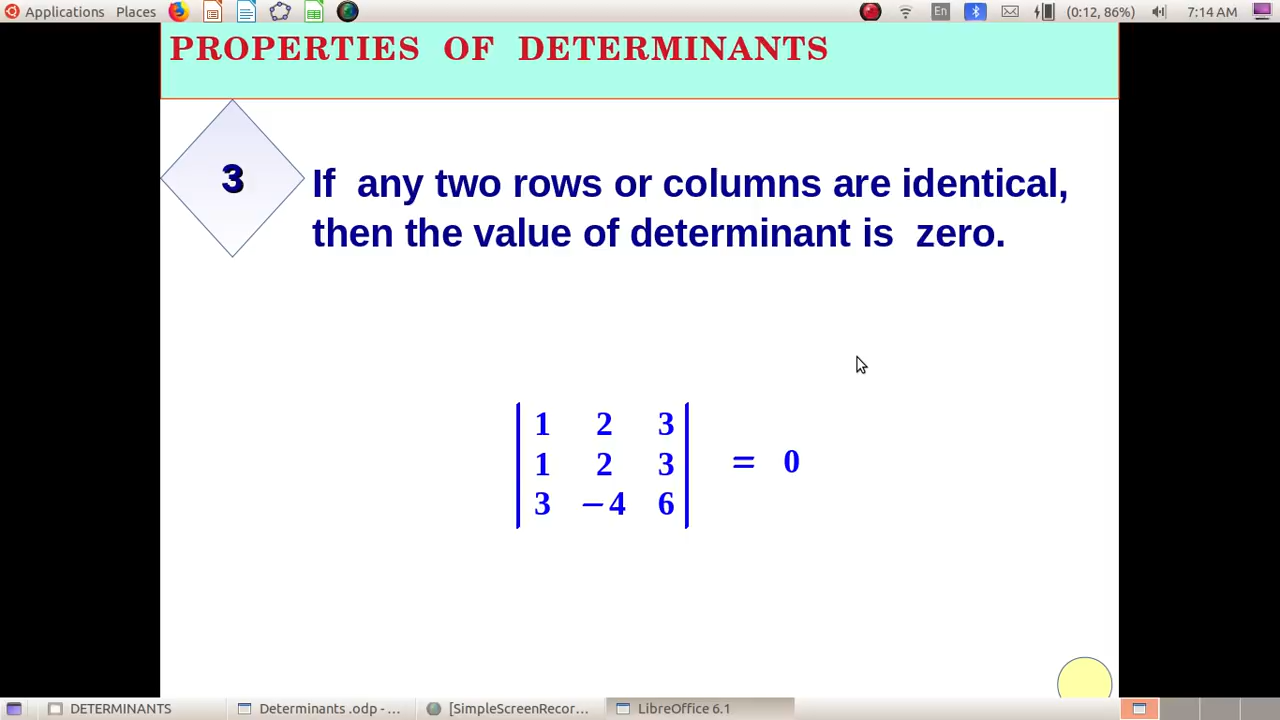 Applications Places En (0:12, 86%) 7:14 AM
PROPERTIES OF DETERMINANTS
3
If any two rows or columns are identical,
then the value of determinant is zero.
1 2 3
1 2 3 = 0
3 −4 6
DETERMINANTS Determinants .odp - ... [SimpleScreenRecor... LibreOffice 6.1